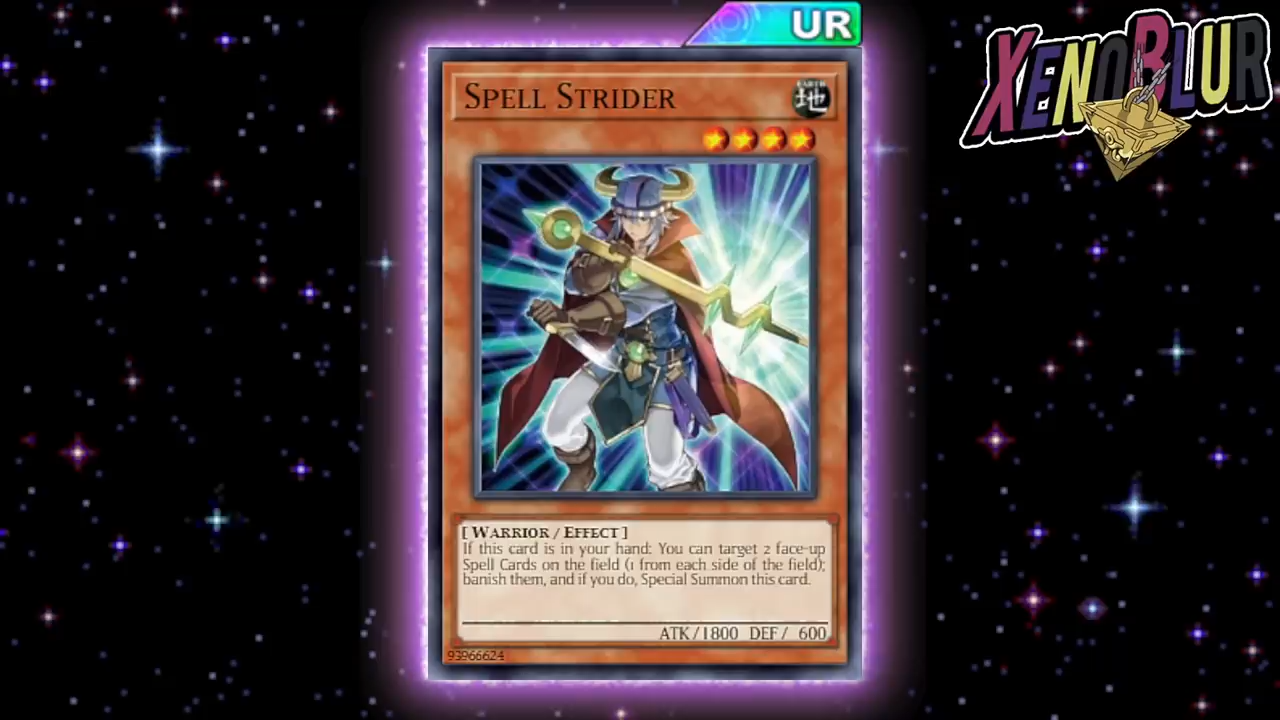 UR
XENOBLUR
SPELL STRIDER
EARTH
地
[ WARRIOR / EFFECT ]
If this card is in your hand: You can target 2 face-up
Spell Cards on the field (1 from each side of the field);
banish them, and if you do, Special Summon this card.
ATK/1800 DEF/ 600
93966624